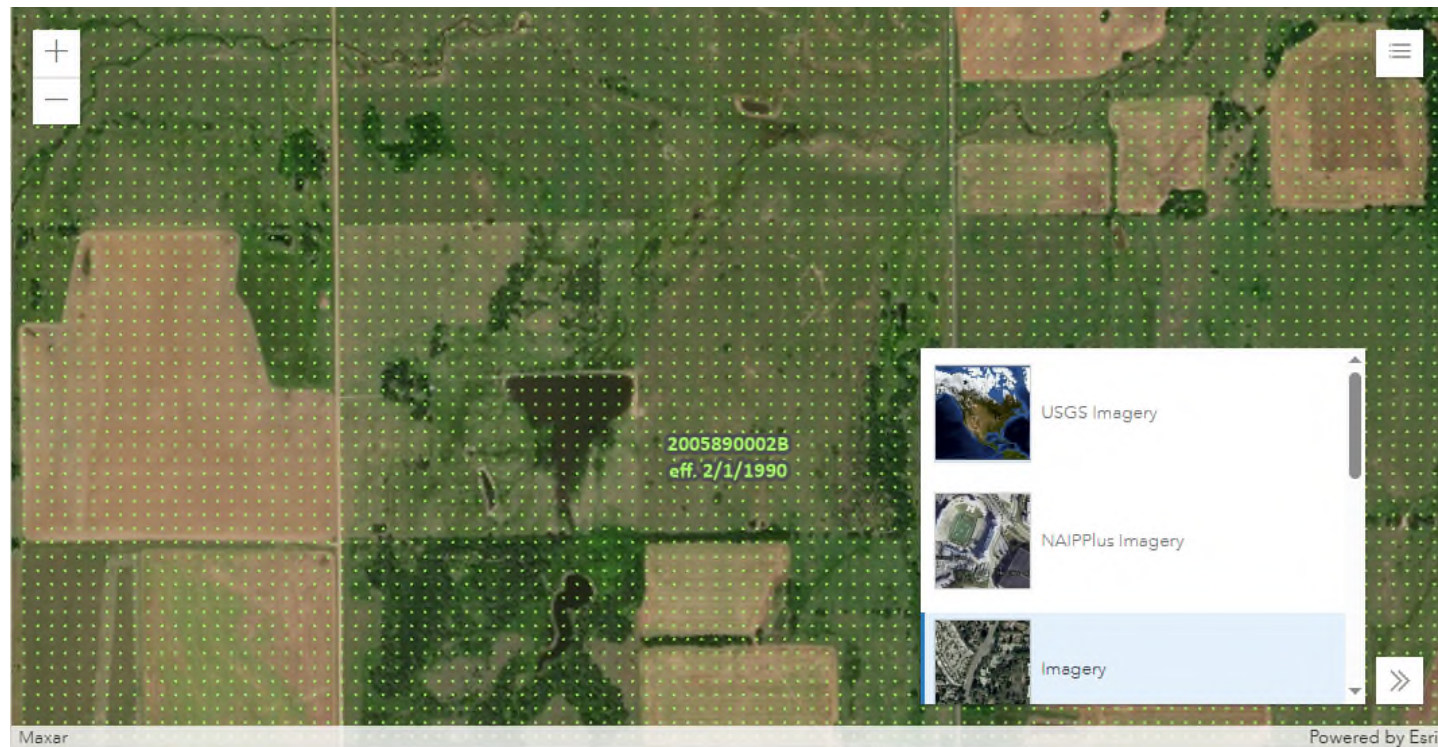 2005890002B
eff. 2/1/1990
USGS Imagery
NAIPPlus Imagery
Imagery
Maxar
Powered by Esri